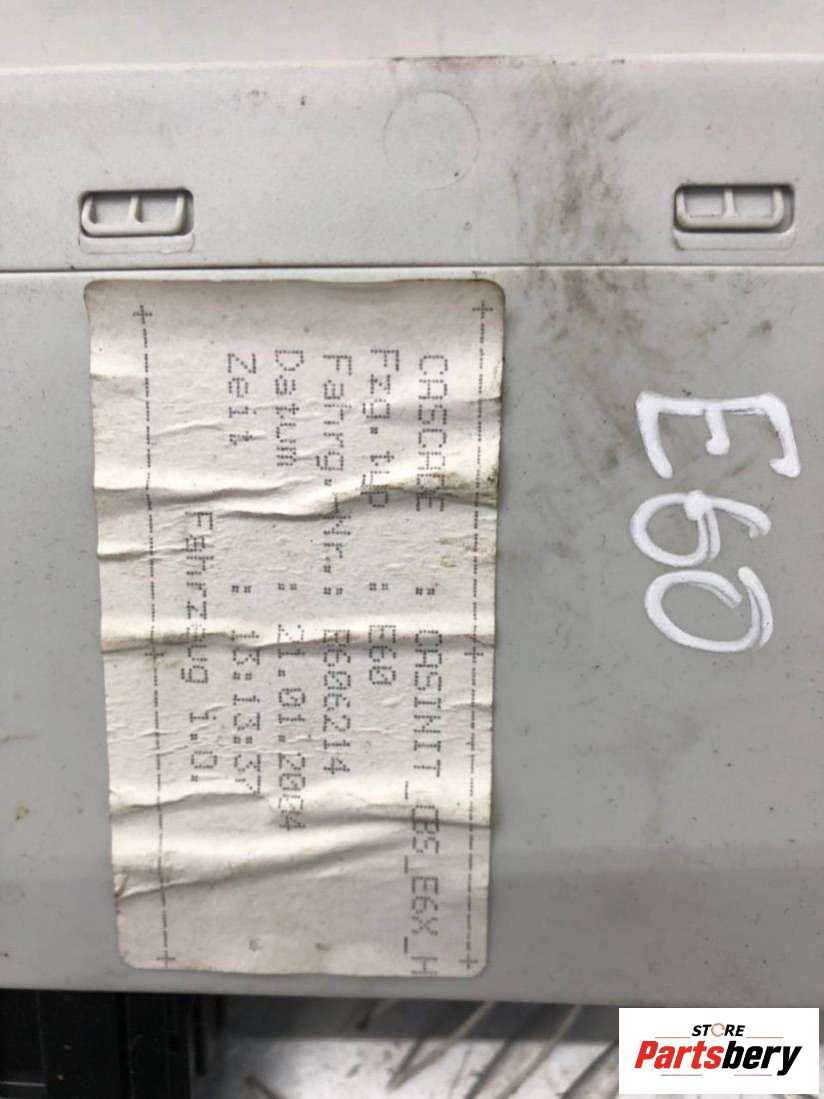 CASCADE : CASINIT_CBS_E6X_H
Fzg.typ : E60
Fahrg.-Nr.: B606214
Datum : 21.01.2004
Zeit : 13:13:37
Fahrzeug i.O.
E60
STORE
Partsbery